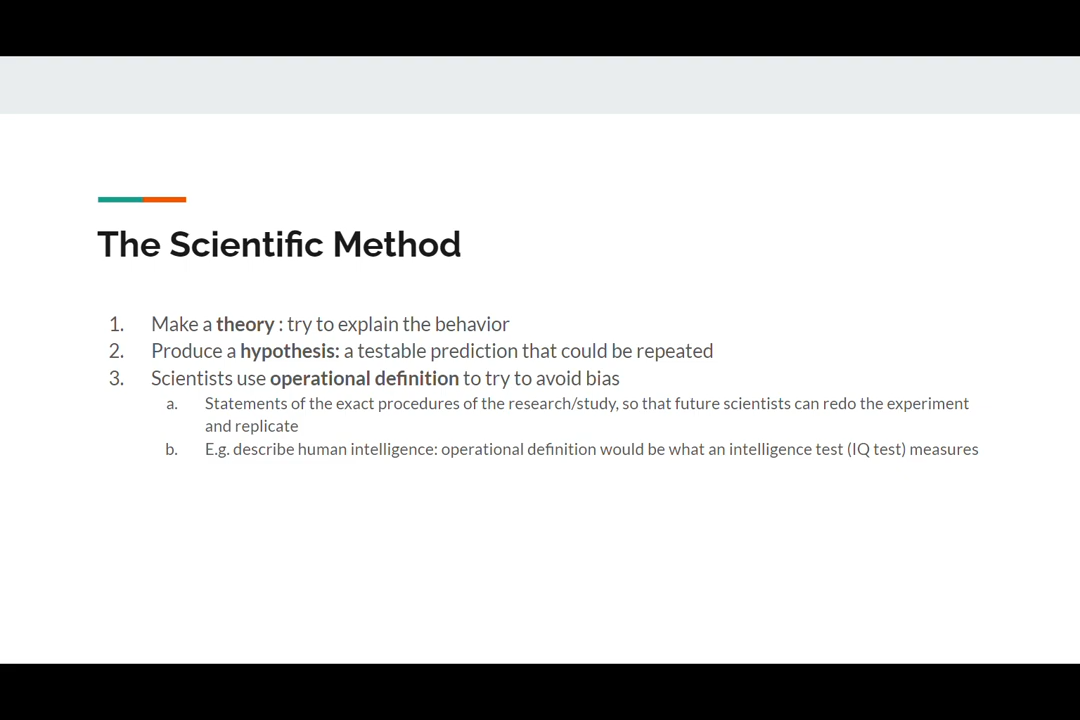 The Scientific Method
1. Make a theory : try to explain the behavior
2. Produce a hypothesis: a testable prediction that could be repeated
3. Scientists use operational definition to try to avoid bias
a. Statements of the exact procedures of the research/study, so that future scientists can redo the experiment
and replicate
b. E.g. describe human intelligence: operational definition would be what an intelligence test (IQ test) measures